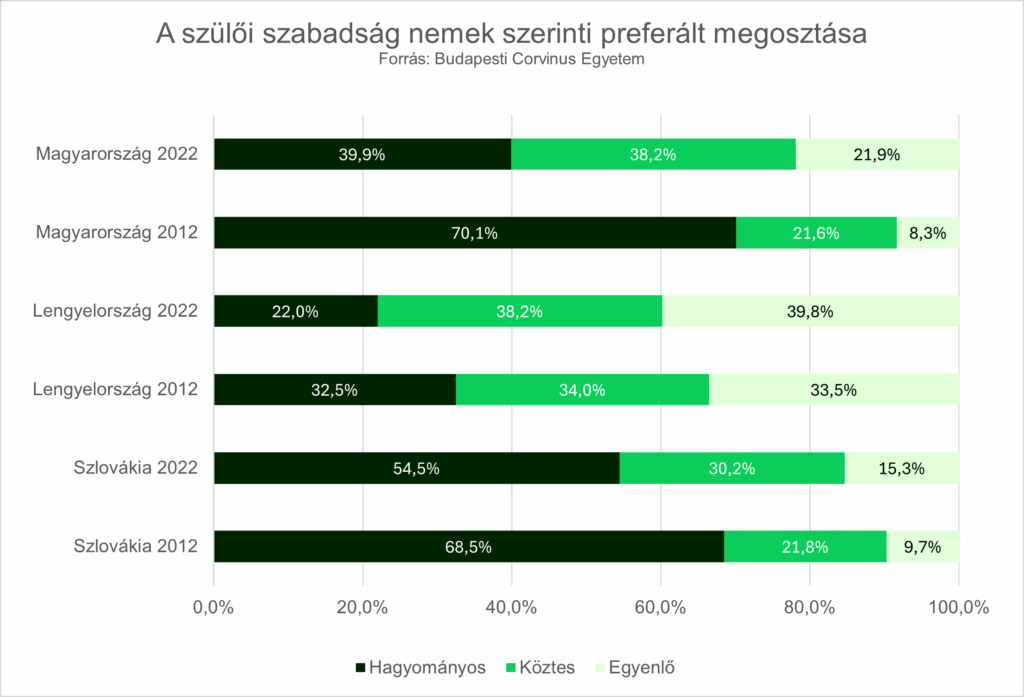 A szülői szabadság nemek szerinti preferált megosztása
Forrás: Budapesti Corvinus Egyetem
Magyarország 2022 39,9% 38,2% 21,9%
Magyarország 2012 70,1% 21,6% 8,3%
Lengyelország 2022 22,0% 38,2% 39,8%
Lengyelország 2012 32,5% 34,0% 33,5%
Szlovákia 2022 54,5% 30,2% 15,3%
Szlovákia 2012 68,5% 21,8% 9,7%
0,0% 20,0% 40,0% 60,0% 80,0% 100,0%
Hagyományos Köztes Egyenlő